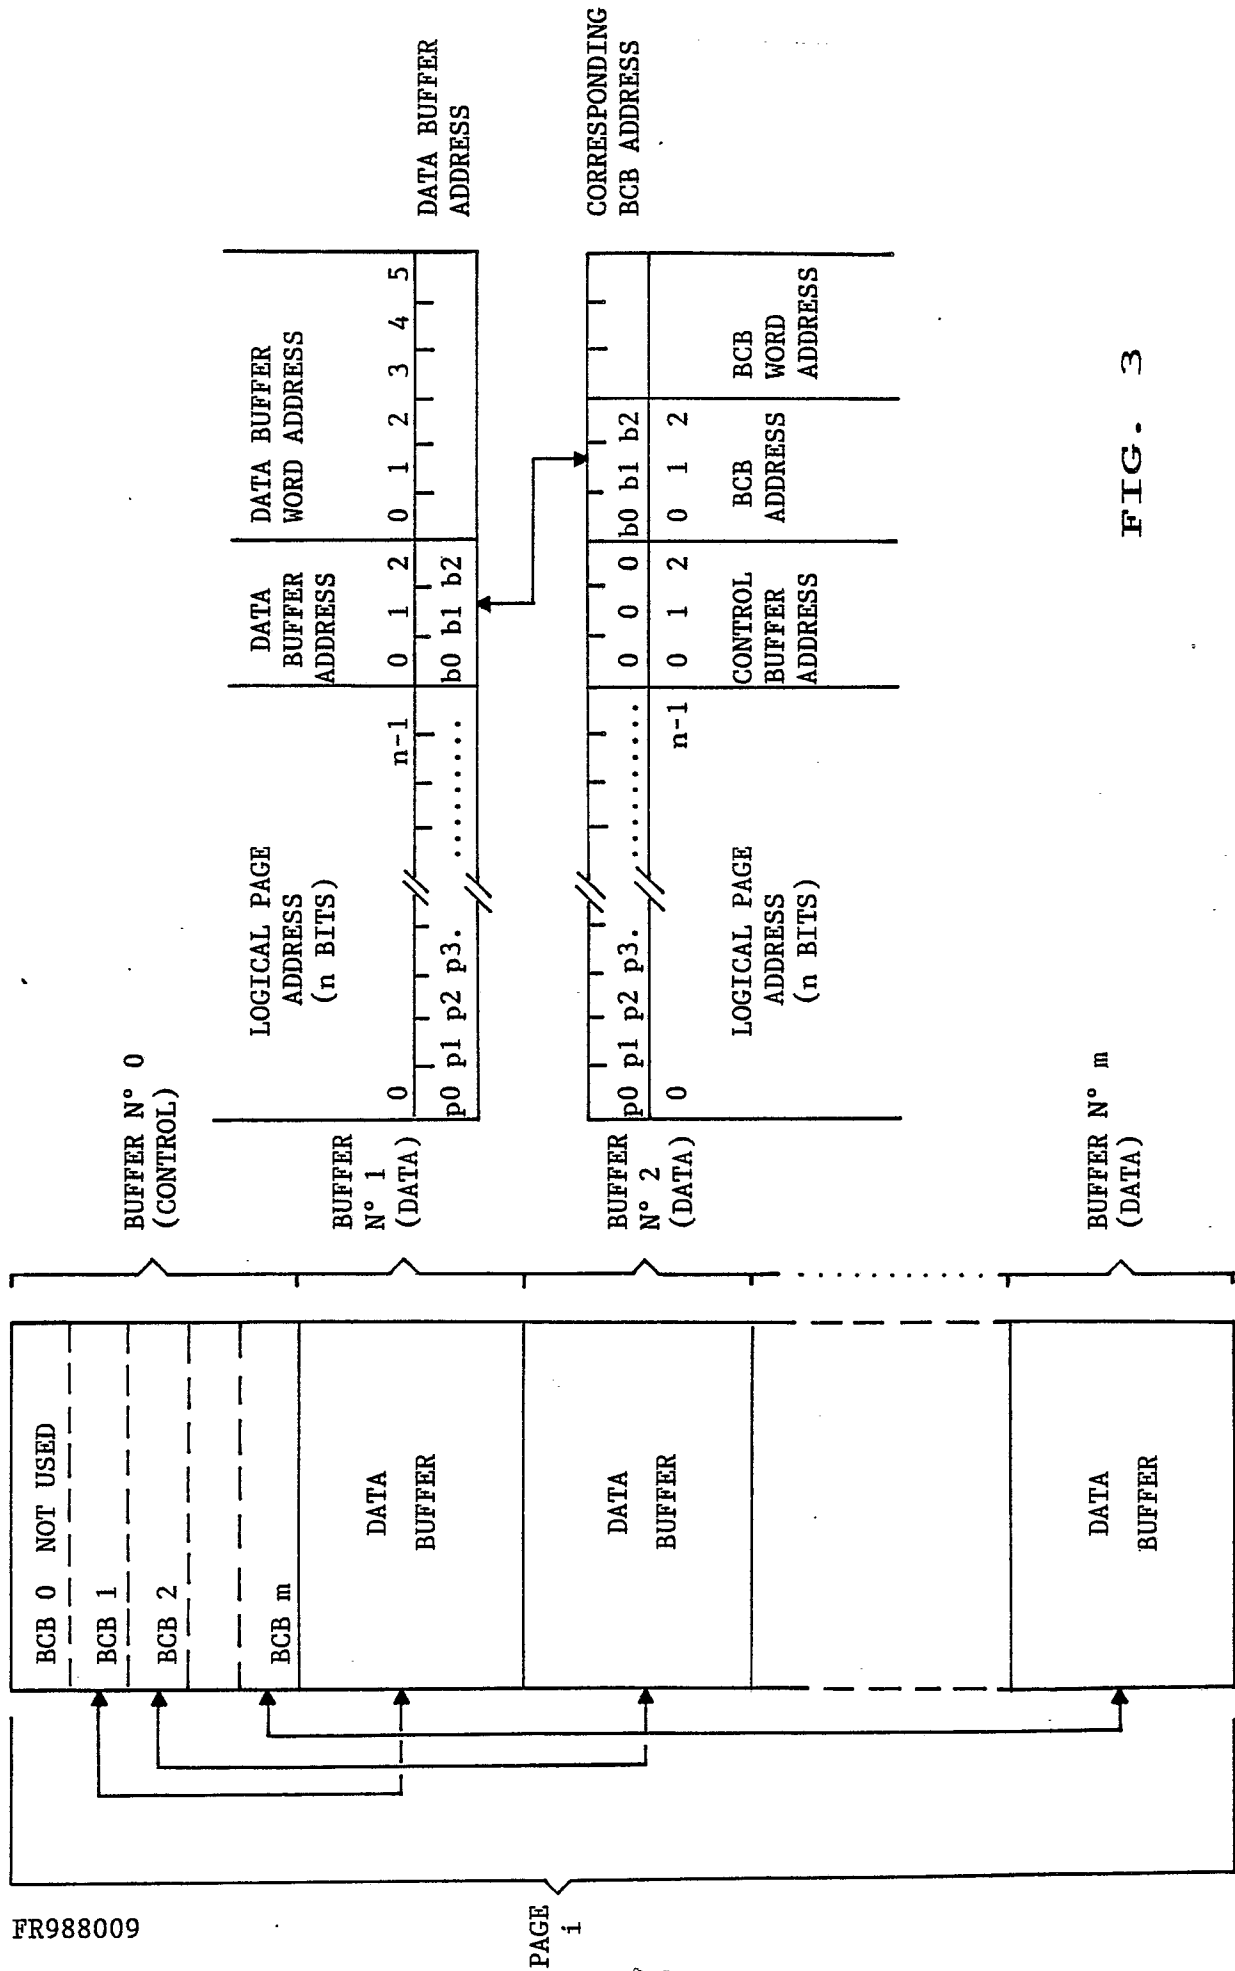 FR988009
PAGE
i
BCB 0 NOT USED
BCB 1
BCB 2
BCB m
DATA
BUFFER
DATA
BUFFER
DATA
BUFFER
BUFFER N° 0
(CONTROL)
BUFFER
N° 1
(DATA)
BUFFER
N° 2
(DATA)
BUFFER N° m
(DATA)
LOGICAL PAGE
ADDRESS
(n BITS)
DATA
BUFFER
ADDRESS
DATA BUFFER
WORD ADDRESS
0 n-1 0 1 2 0 1 2 3 4 5
p0 p1 p2 p3. ........ b0 b1 b2
DATA BUFFER
ADDRESS
CORRESPONDING
BCB ADDRESS
p0 p1 p2 p3. ......... 0 0 0 b0 b1 b2
0 n-1 0 1 2 0 1 2
LOGICAL PAGE
ADDRESS
(n BITS)
CONTROL
BUFFER
ADDRESS
BCB
ADDRESS
BCB
WORD
ADDRESS
FIG. 3